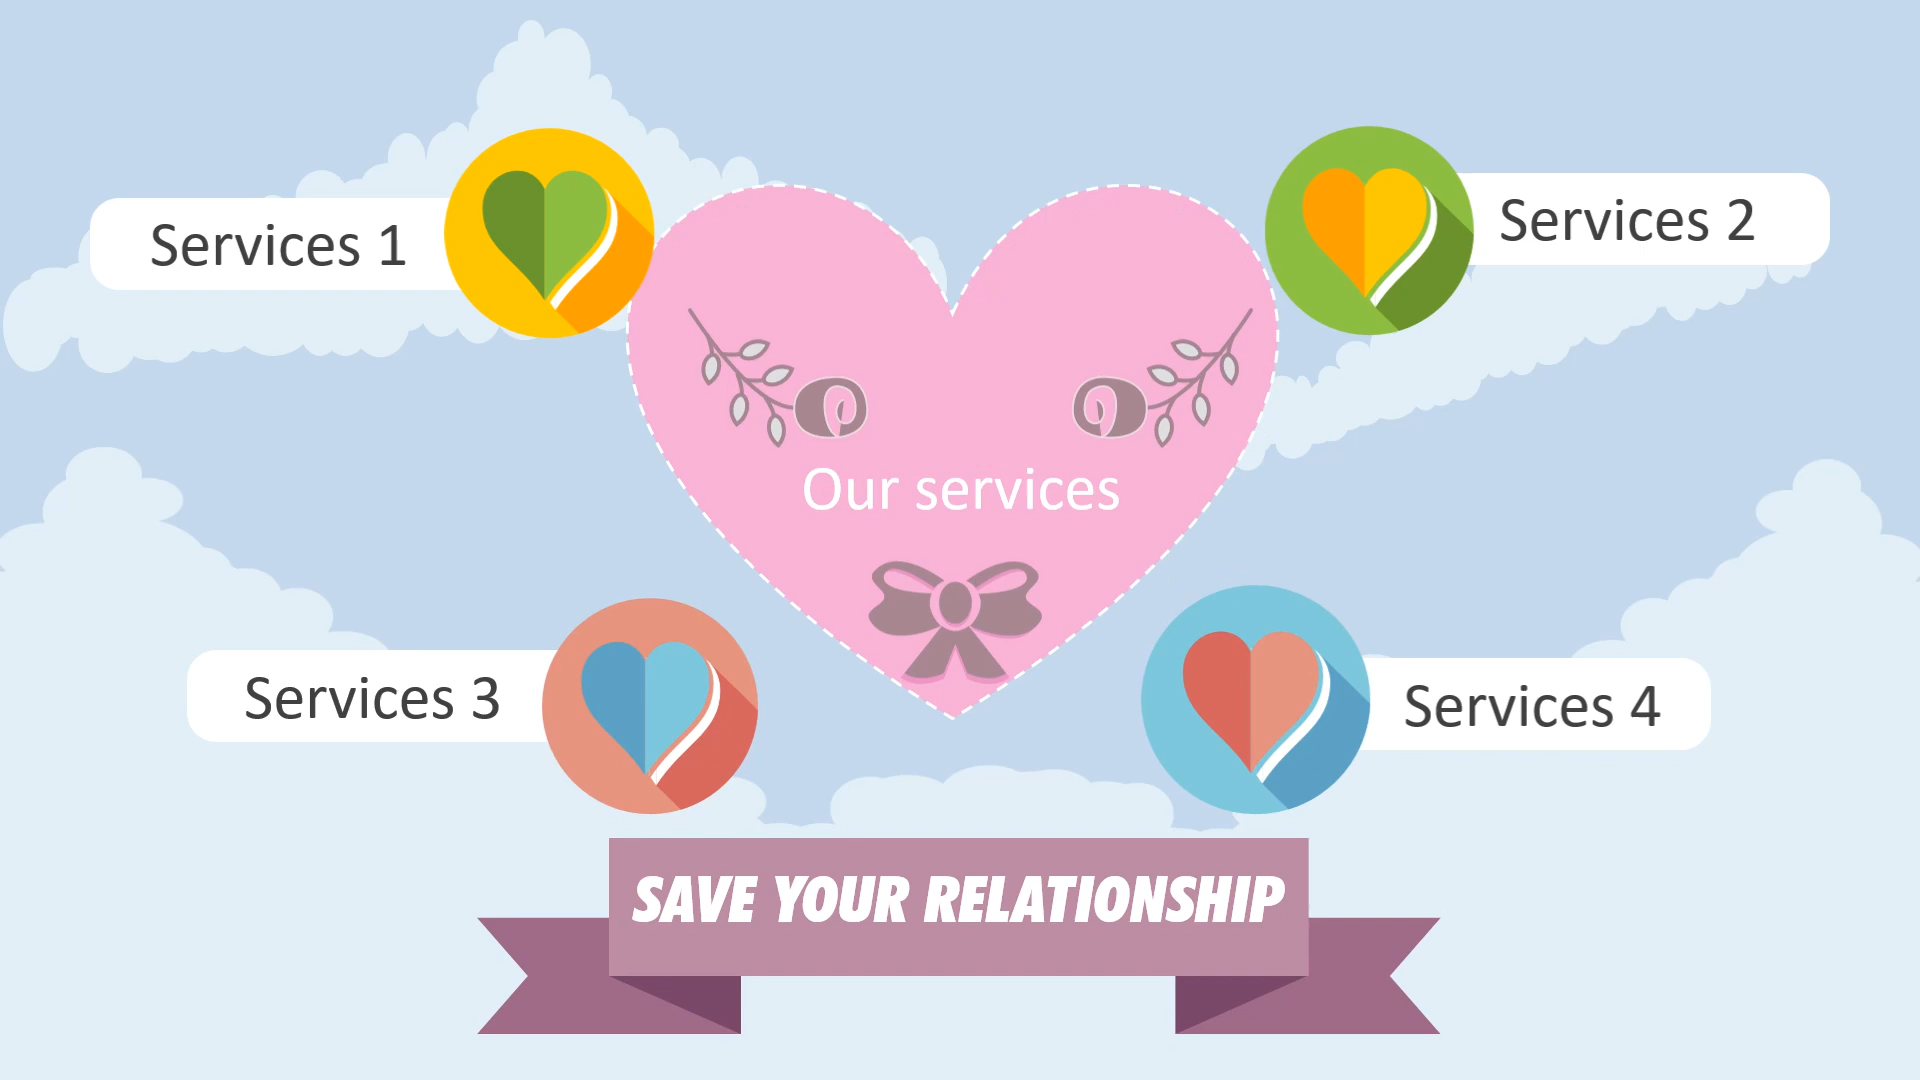 Services 1
Services 2
Our services
Services 3
Services 4
SAVE YOUR RELATIONSHIP